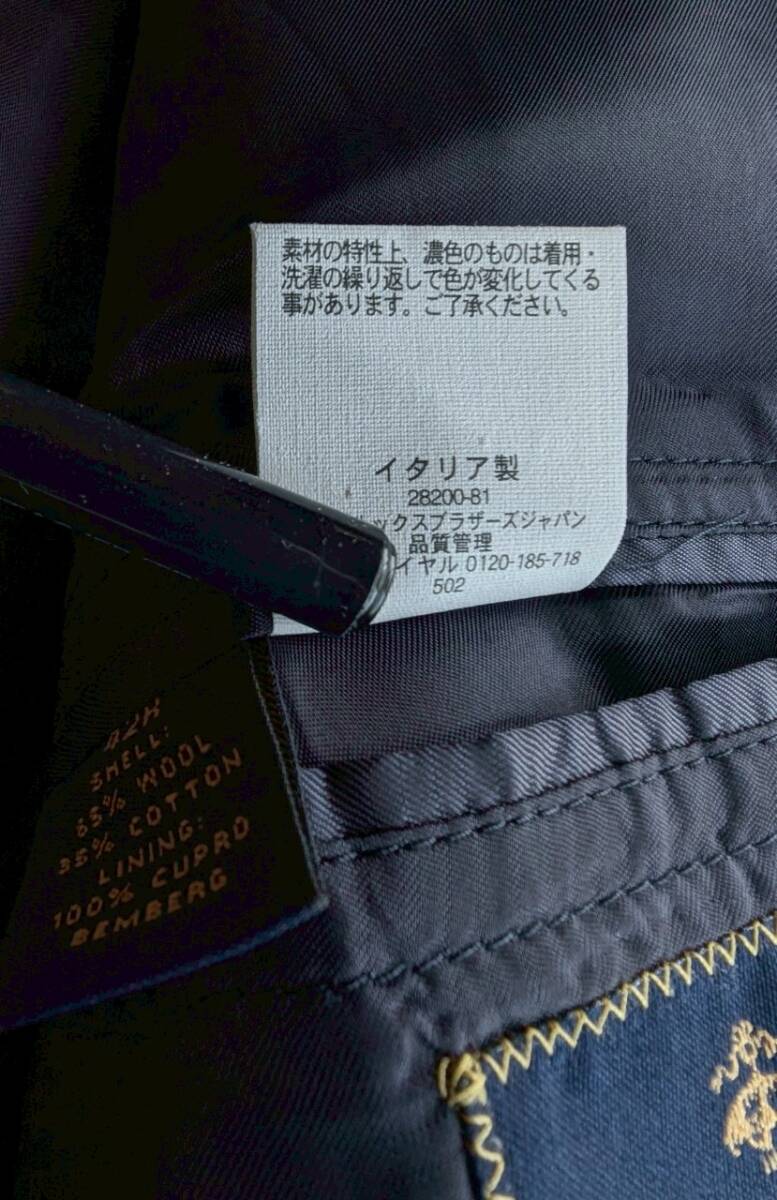 素材の特性上、濃色のものは着用・
洗濯の繰り返しで色が変化してくる
事があります。ご了承ください。
イタリア製
28200-81
ックスブラザーズジャパン
品質管理
イヤル 0120-185-718
502
42R
SHELL:
65% WOOL
35% COTTON
LINING:
100% CUPRO
BEMBERG